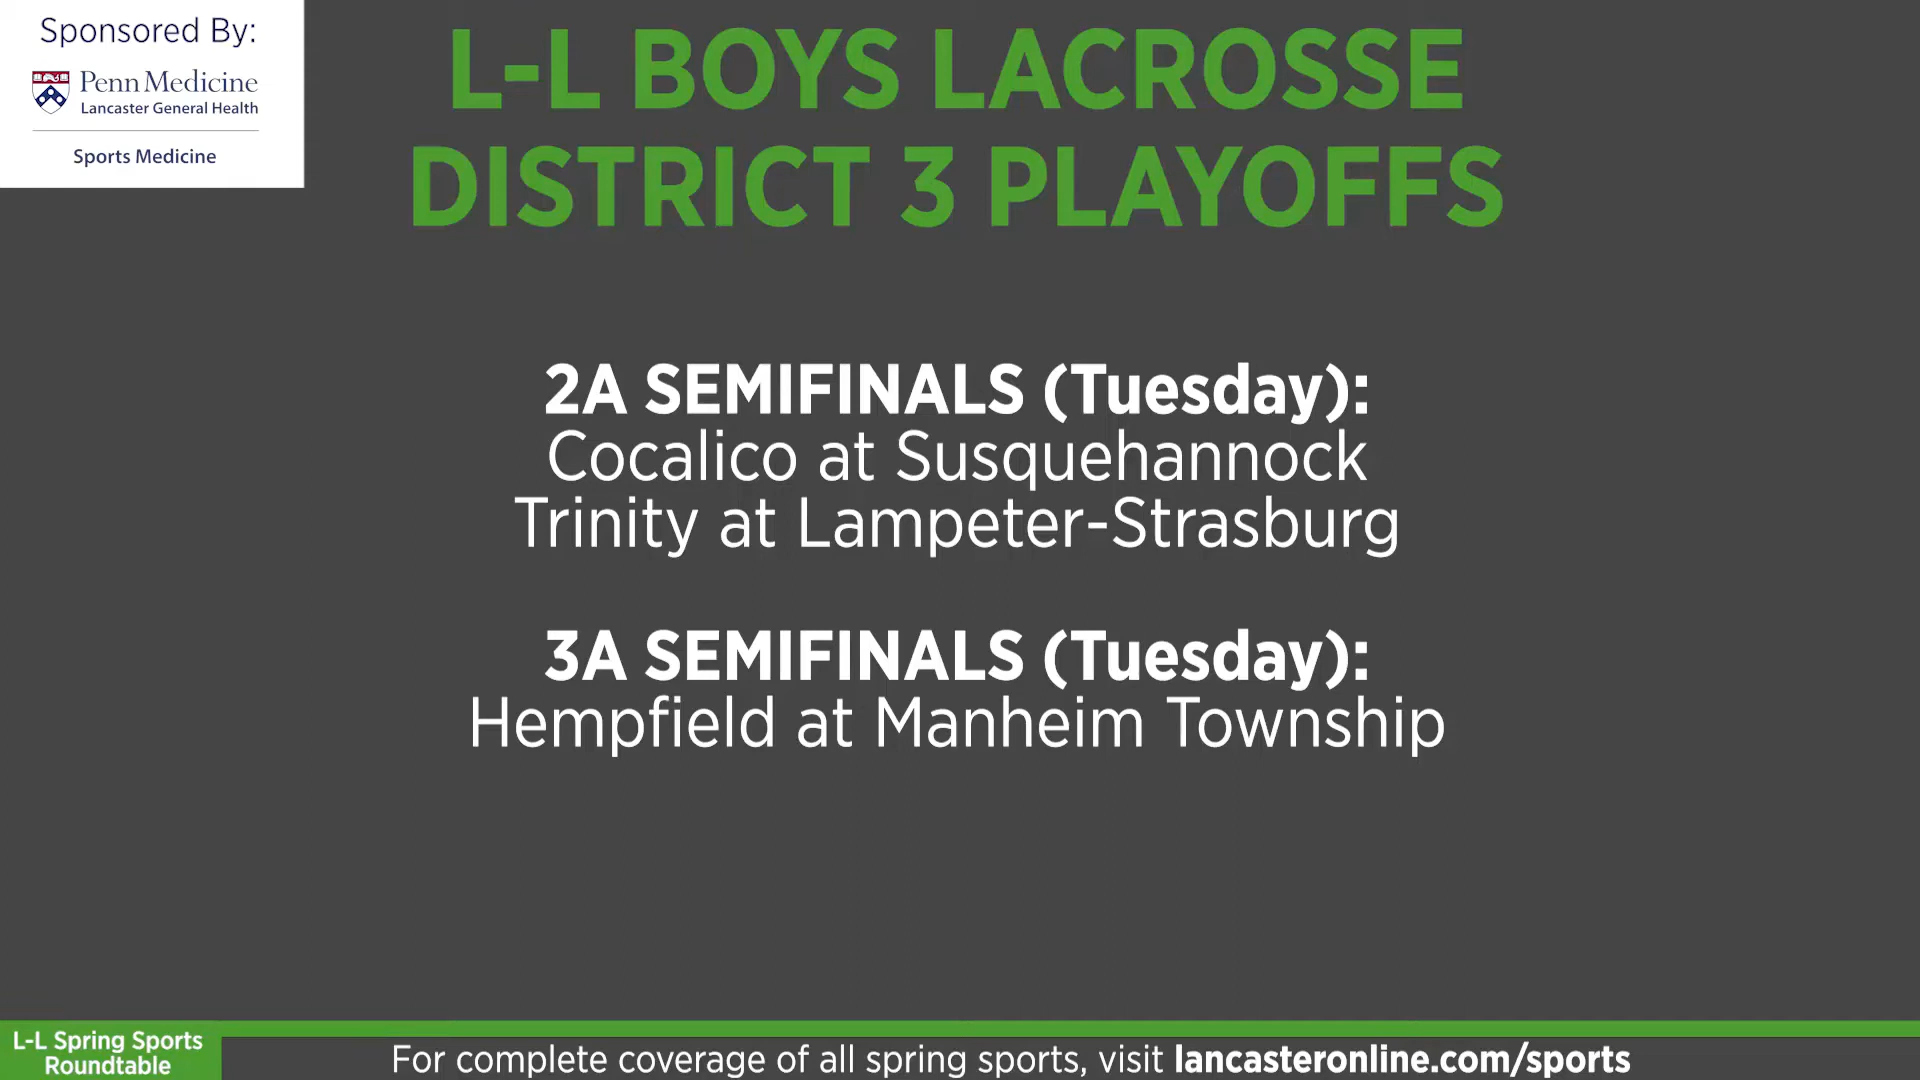 Sponsored By:
Penn Medicine
Lancaster General Health
Sports Medicine
L-L BOYS LACROSSE
DISTRICT 3 PLAYOFFS
2A SEMIFINALS (Tuesday):
Cocalico at Susquehannock
Trinity at Lampeter-Strasburg
3A SEMIFINALS (Tuesday):
Hempfield at Manheim Township
L-L Spring Sports
Roundtable
For complete coverage of all spring sports, visit lancasteronline.com/sports